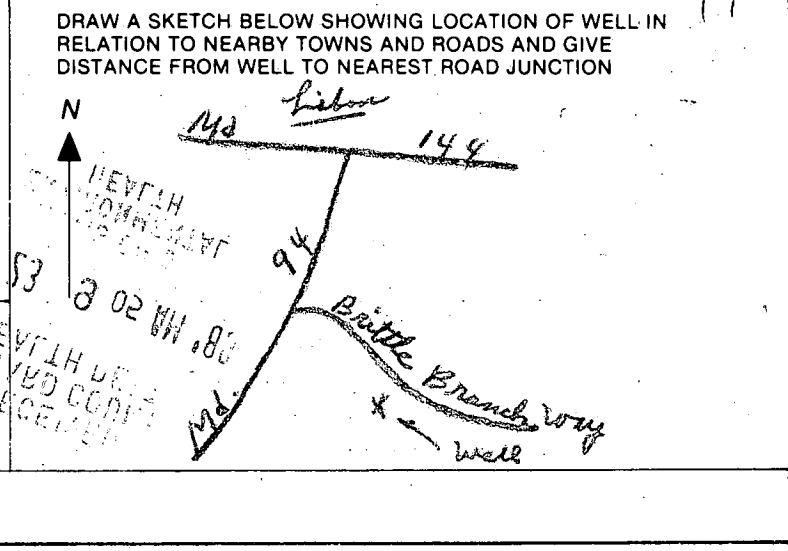 DRAW A SKETCH BELOW SHOWING LOCATION OF WELL IN
RELATION TO NEARBY TOWNS AND ROADS AND GIVE
DISTANCE FROM WELL TO NEAREST ROAD JUNCTION
N
Lisbon
Md 144
94
Md.
Brittle Branch Way
X ← Well
HEALTH